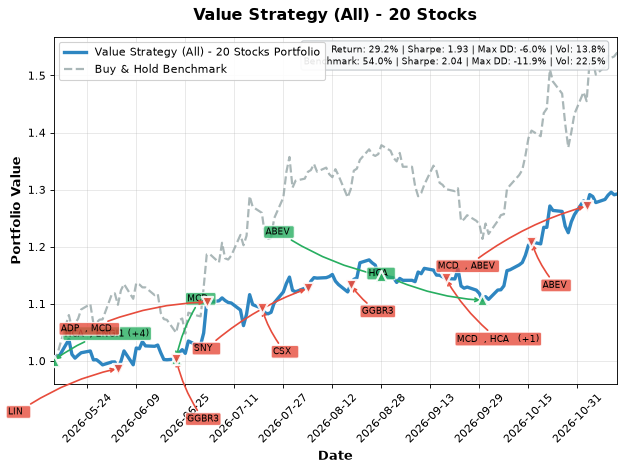 Value Strategy (All) - 20 Stocks
Value Strategy (All) - 20 Stocks Portfolio
Buy & Hold Benchmark
Return: 29.2% | Sharpe: 1.93 | Max DD: -6.0% | Vol: 13.8%
Benchmark: 54.0% | Sharpe: 2.04 | Max DD: -11.9% | Vol: 22.5%
Portfolio Value
1.5
1.4
1.3
1.2
1.1
1.0
ABEV
HCA
MCD , ABEV
ABEV
MCD
GGBR3
ADP , MCD
(+4)
SNY
CSX
MCD , HCA (+1)
LIN
GGBR3
2026-05-24
2026-06-09
2026-06-25
2026-07-11
2026-07-27
2026-08-12
2026-08-28
2026-09-13
2026-09-29
2026-10-15
2026-10-31
Date